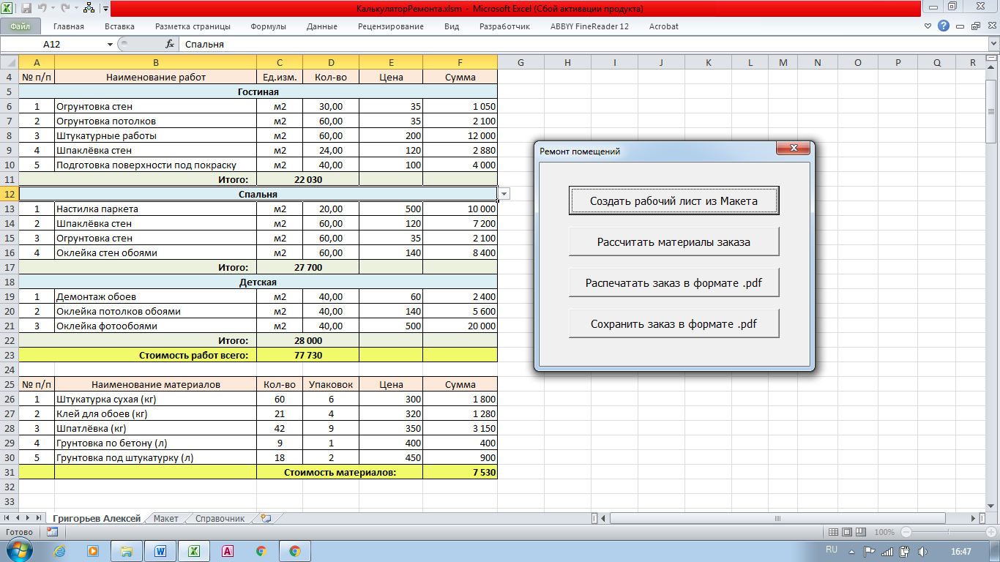 КалькуляторРемонта.xlsm - Microsoft Excel (Сбой активации продукта)
Файл Главная Вставка Разметка страницы Формулы Данные Рецензирование Вид Разработчик ABBYY FineReader 12 Acrobat
A12 fx Спальня
A B C D E F G H I J K L M N O P Q R
4 № п/п Наименование работ Ед.изм. Кол-во Цена Сумма
5 Гостиная
6 1 Огрунтовка стен м2 30,00 35 1 050
7 2 Огрунтовка потолков м2 60,00 35 2 100
8 3 Штукатурные работы м2 60,00 200 12 000
9 4 Шпаклёвка стен м2 24,00 120 2 880
10 5 Подготовка поверхности под покраску м2 40,00 100 4 000
11 Итого: 22 030
12 Спальня
13 1 Настилка паркета м2 20,00 500 10 000
14 2 Шпаклёвка стен м2 60,00 120 7 200
15 3 Огрунтовка стен м2 60,00 35 2 100
16 4 Оклейка стен обоями м2 60,00 140 8 400
17 Итого: 27 700
18 Детская
19 1 Демонтаж обоев м2 40,00 60 2 400
20 2 Оклейка потолков обоями м2 40,00 140 5 600
21 3 Оклейка фотообоями м2 40,00 500 20 000
22 Итого: 28 000
23 Стоимость работ всего: 77 730
24
25 № п/п Наименование материалов Кол-во Упаковок Цена Сумма
26 1 Штукатурка сухая (кг) 60 6 300 1 800
27 2 Клей для обоев (кг) 21 4 320 1 280
28 3 Шпатлёвка (кг) 42 9 350 3 150
29 4 Грунтовка по бетону (л) 9 1 400 400
30 5 Грунтовка под штукатурку (л) 18 2 450 900
31 Стоимость материалов: 7 530
32
33
Ремонт помещений
Создать рабочий лист из Макета
Рассчитать материалы заказа
Распечатать заказ в формате .pdf
Сохранить заказ в формате .pdf
Григорьев Алексей Макет Справочник
Готово 100%
RU 16:47